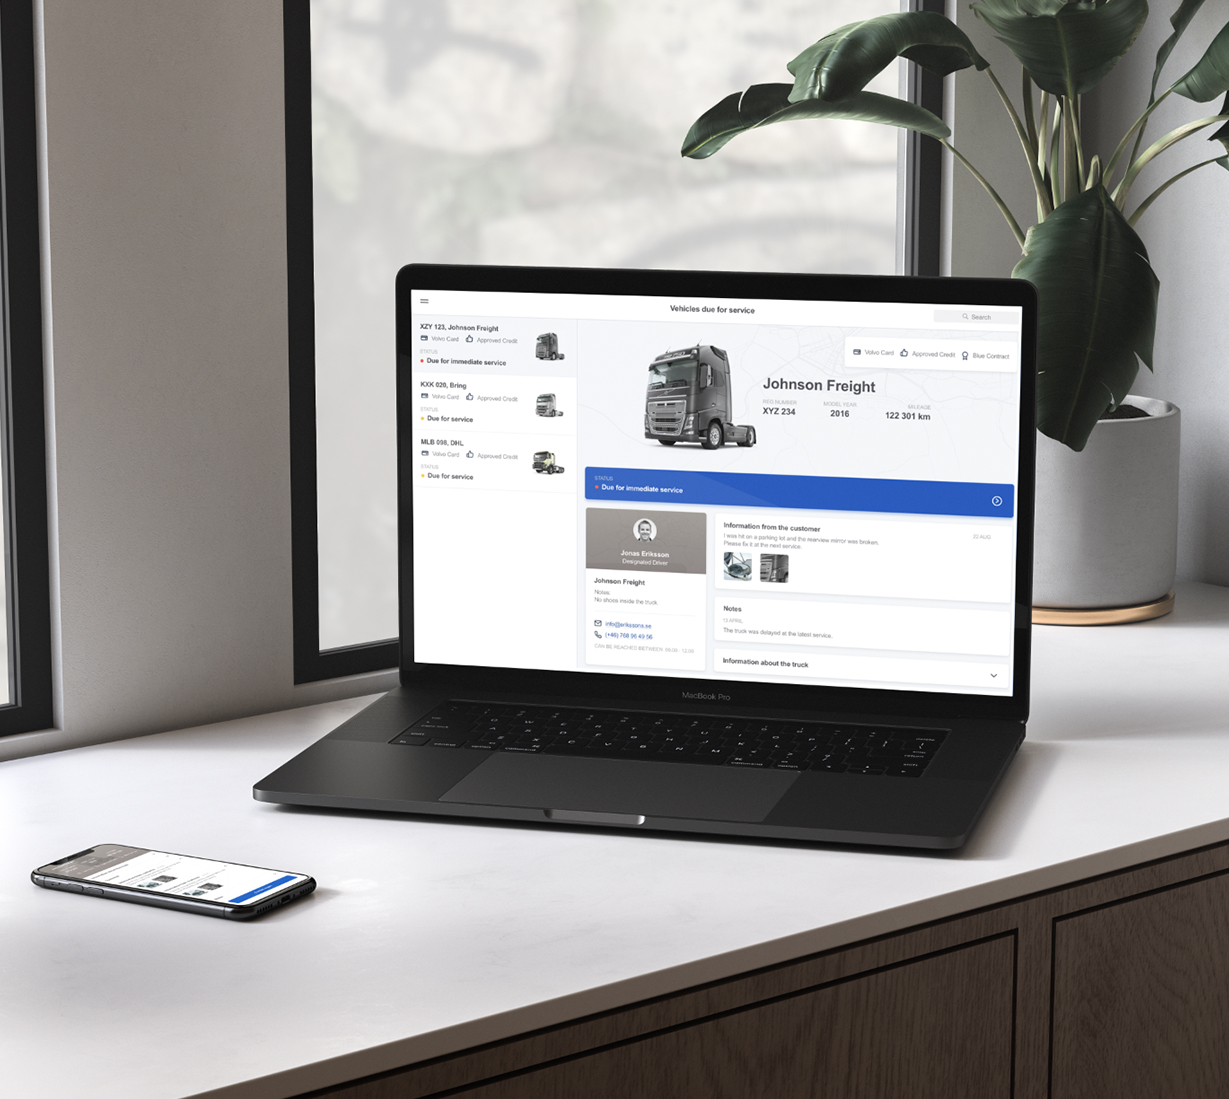 Vehicles due for service
Search
XZY 123, Johnson Freight
Volvo Card Approved Credit
STATUS
Due for immediate service
KXK 020, Bring
Volvo Card Approved Credit
STATUS
Due for service
MLB 098, DHL
Volvo Card Approved Credit
STATUS
Due for service
Volvo Card Approved Credit Blue Contract
Johnson Freight
REG NUMBER MODEL YEAR MILEAGE
XYZ 234 2016 122 301 km
STATUS
Due for immediate service
Jonas Eriksson
Designated Driver
Johnson Freight
Notes:
No shoes inside the truck
info@erikssons.se
(+46) 768 96 49 56
CAN BE REACHED BETWEEN
Information from the customer
22 AUG
I was hit on a parking lot and the rearview mirror was broken.
Please fix it at the next service.
Notes
13 APRIL
The truck was delayed at the latest service.
Information about the truck
MacBook Pro